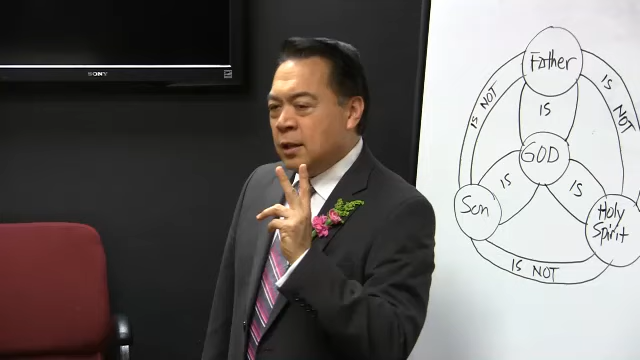 SONY
Father
IS NOT
IS
IS NOT
GOD
IS
IS
Son
Holy
Spirit
IS NOT